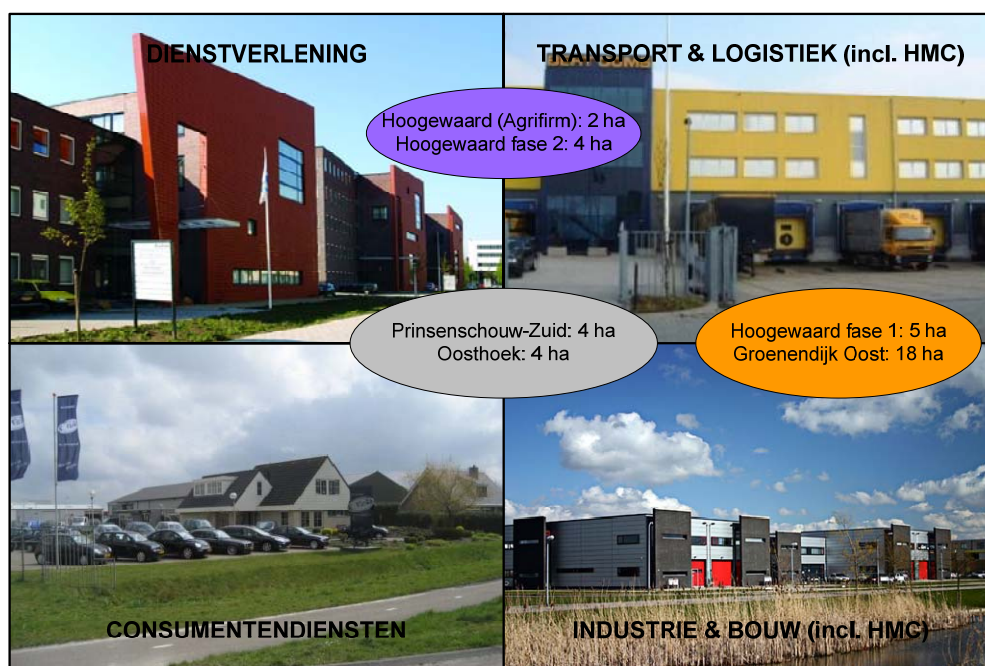 DIENSTVERLENING
TRANSPORT & LOGISTIEK (incl. HMC)
Hoogewaard (Agrifirm): 2 ha
Hoogewaard fase 2: 4 ha
Prinsenschouw-Zuid: 4 ha
Oosthoek: 4 ha
Hoogewaard fase 1: 5 ha
Groenendijk Oost: 18 ha
CONSUMENTENDIENSTEN
INDUSTRIE & BOUW (incl. HMC)